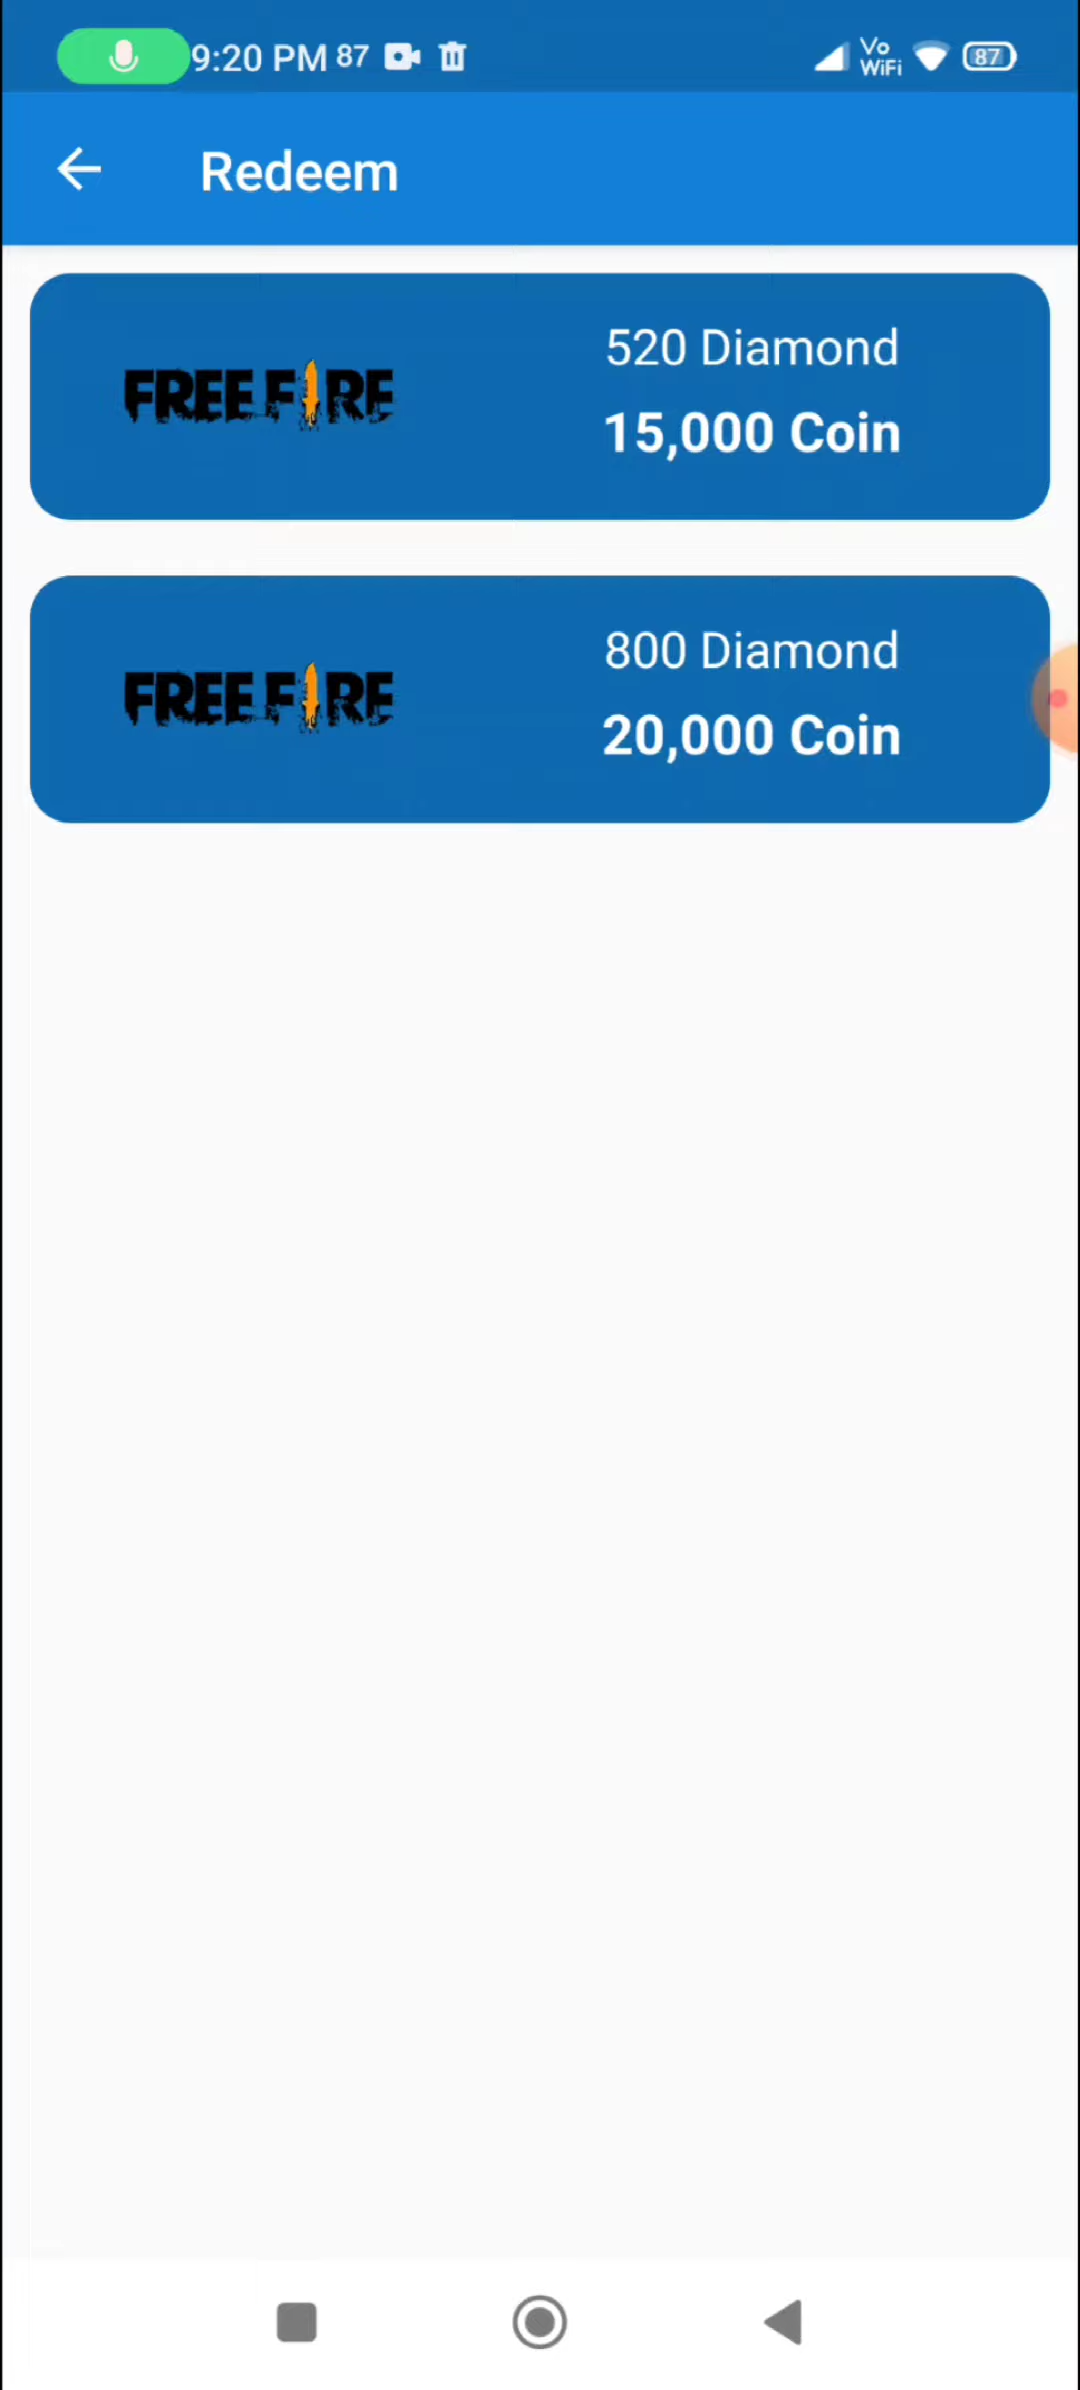 9:20 PM 87
Vo
WiFi
87
Redeem
FREE FIRE
520 Diamond
15,000 Coin
FREE FIRE
800 Diamond
20,000 Coin